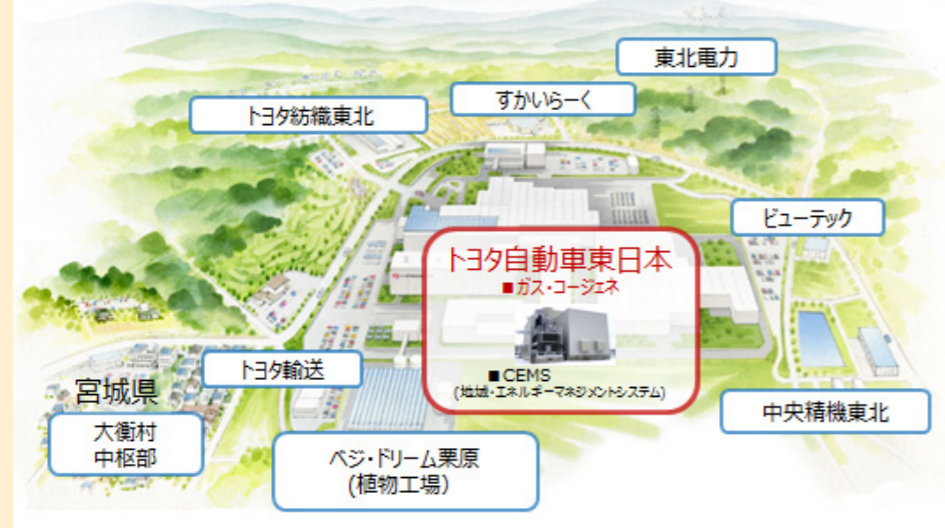 東北電力
すかいらーく
トヨタ紡織東北
ビューテック
トヨタ自動車東日本
■ガス・コージェネ
■CEMS
(地域・エネルギーマネジメントシステム)
トヨタ輸送
宮城県
大衡村
中枢部
中央精機東北
ベジ・ドリーム栗原
(植物工場)